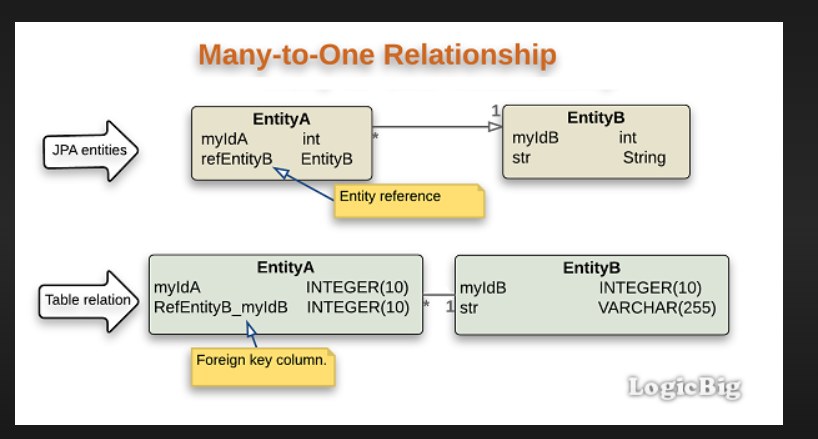 Many-to-One Relationship
JPA entities
EntityA
myIdA int
refEntityB EntityB
* 1
EntityB
myIdB int
str String
Entity reference
Table relation
EntityA
myIdA INTEGER(10)
RefEntityB_myIdB INTEGER(10)
* 1
EntityB
myIdB INTEGER(10)
str VARCHAR(255)
Foreign key column.
LogicBig